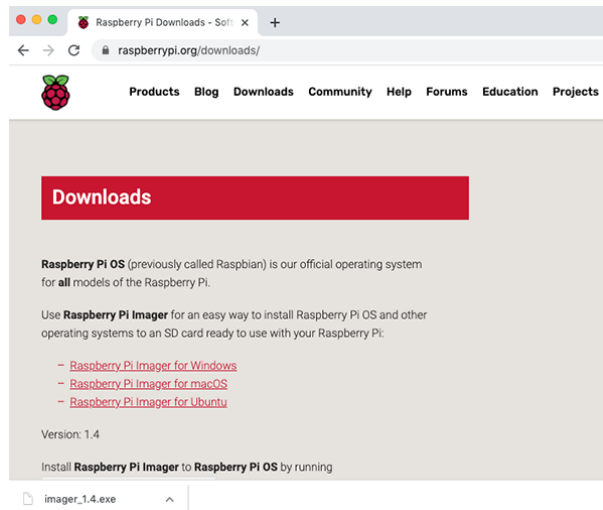 Raspberry Pi Downloads - Soft
raspberrypi.org/downloads/
Products Blog Downloads Community Help Forums Education Projects
Downloads
Raspberry Pi OS (previously called Raspbian) is our official operating system
for all models of the Raspberry Pi.
Use Raspberry Pi Imager for an easy way to install Raspberry Pi OS and other
operating systems to an SD card ready to use with your Raspberry Pi:
– Raspberry Pi Imager for Windows
– Raspberry Pi Imager for macOS
– Raspberry Pi Imager for Ubuntu
Version: 1.4
Install Raspberry Pi Imager to Raspberry Pi OS by running
imager_1.4.exe